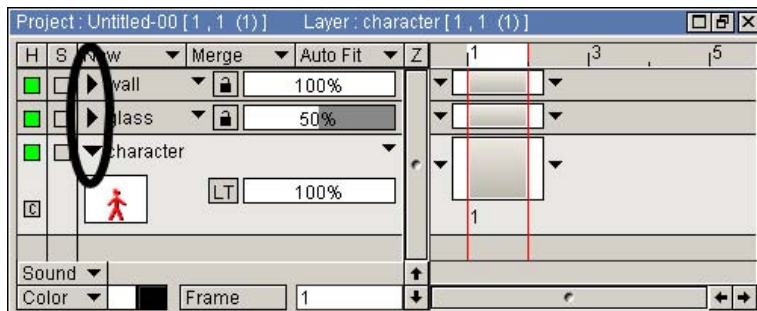 Project : Untitled-00 [ 1 , 1 (1) ] Layer : character [ 1 , 1 (1) ]
H S New Merge Auto Fit Z 1 3 5
wall 100%
glass 50%
character
LT 100%
C 1
Sound
Color Frame 1